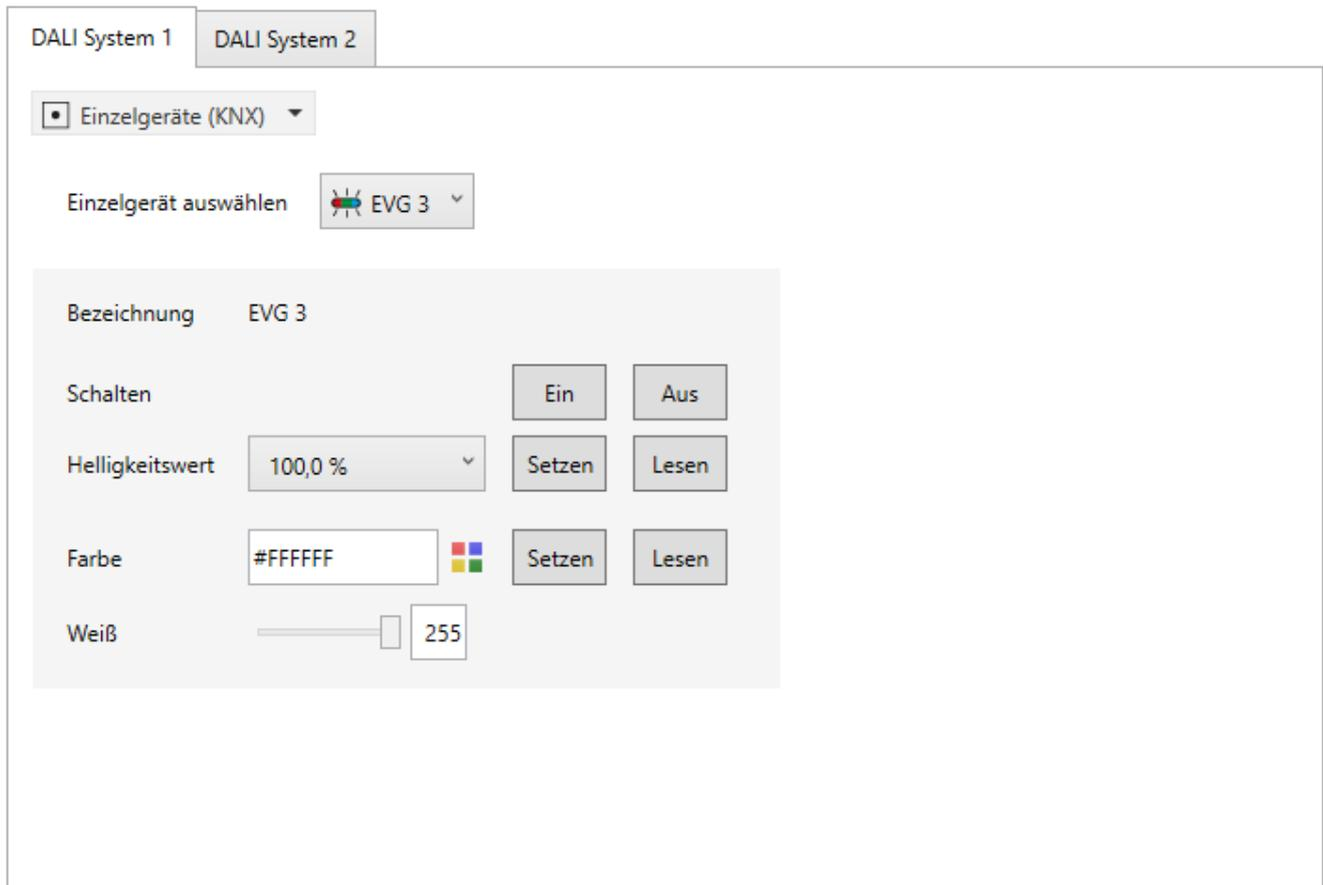 DALI System 1 DALI System 2
Einzelgeräte (KNX)
Einzelgerät auswählen EVG 3
Bezeichnung EVG 3
Schalten Ein Aus
Helligkeitswert 100,0 % Setzen Lesen
Farbe #FFFFFF Setzen Lesen
Weiß 255